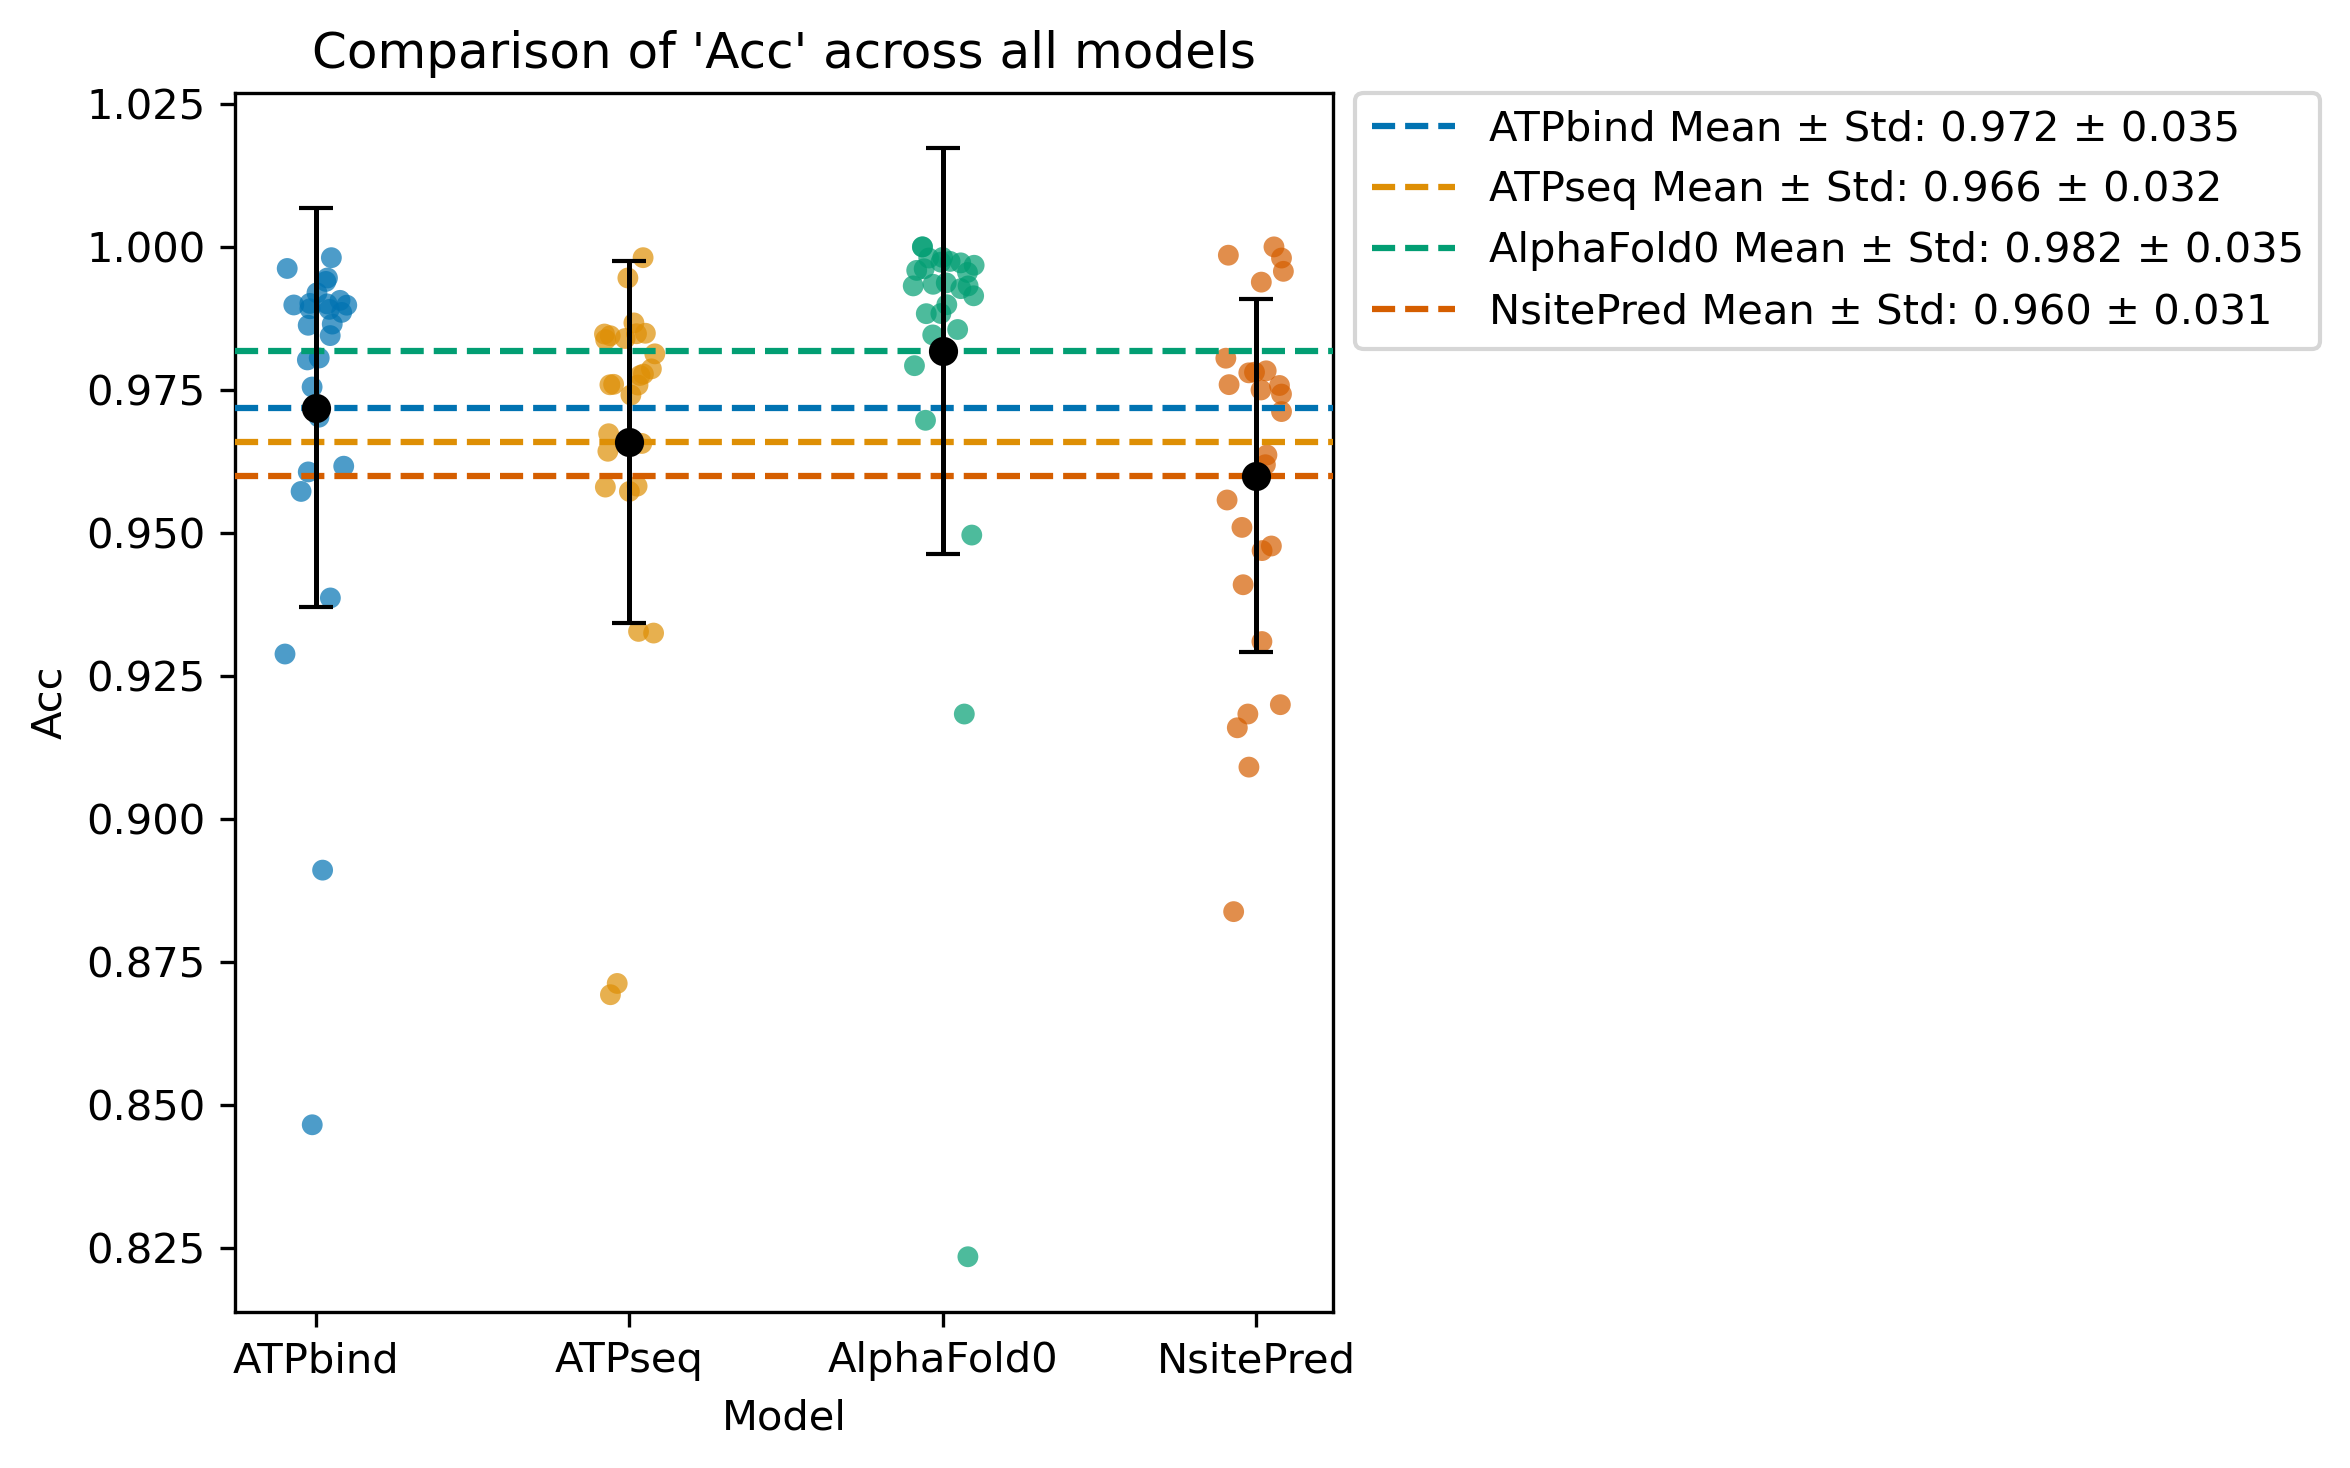 Comparison of 'Acc' across all models
1.025
1.000
0.975
0.950
0.925
0.900
0.875
0.850
0.825
Acc
ATPbind
ATPseq
AlphaFold0
NsitePred
Model
ATPbind Mean ± Std: 0.972 ± 0.035
ATPseq Mean ± Std: 0.966 ± 0.032
AlphaFold0 Mean ± Std: 0.982 ± 0.035
NsitePred Mean ± Std: 0.960 ± 0.031